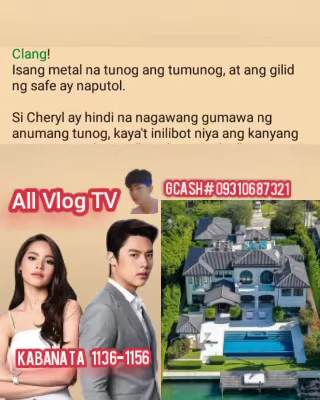 Clang!
Isang metal na tunog ang tumunog, at ang gilid
ng safe ay naputol.
Si Cheryl ay hindi na nagawang gumawa ng
anumang tunog, kaya't inilibot niya ang kanyang
All Vlog TV
GCASH#09310687321
KABANATA 1136-1156